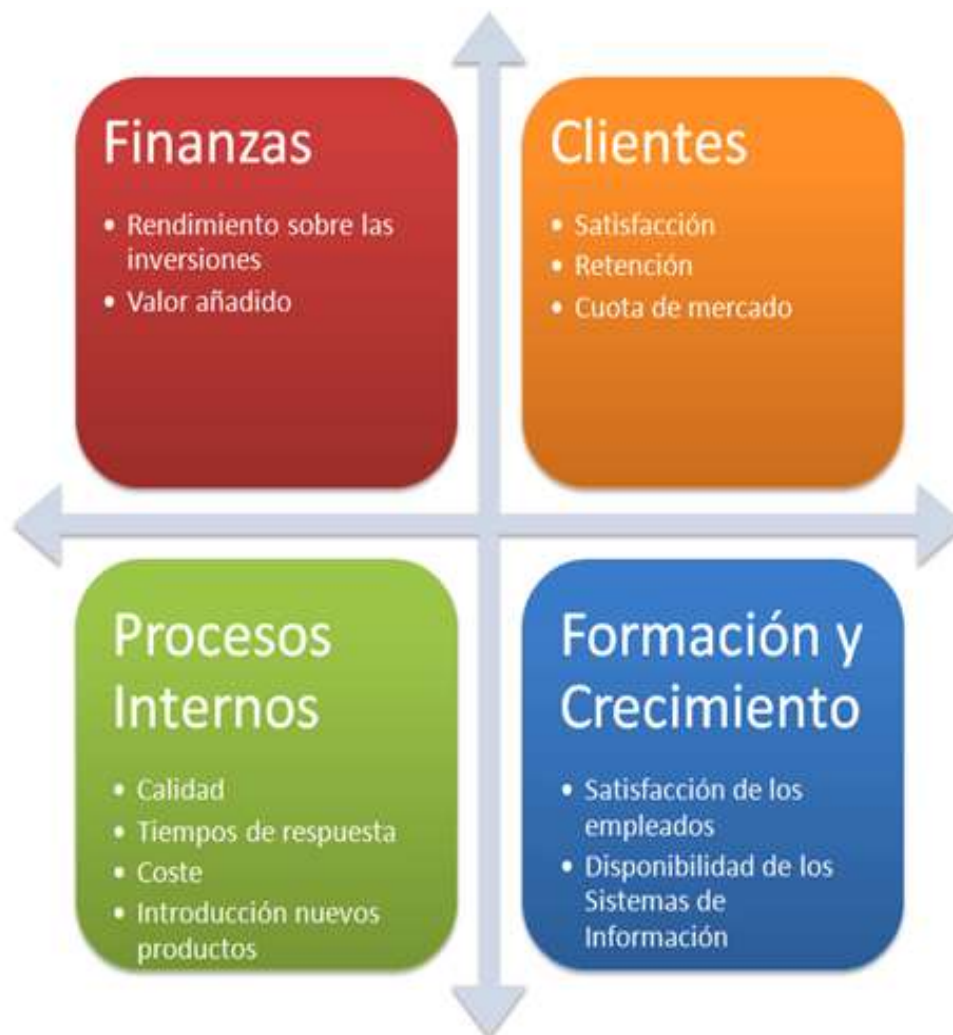 Finanzas
• Rendimiento sobre las
inversiones
• Valor añadido
Clientes
• Satisfacción
• Retención
• Cuota de mercado
Procesos
Internos
• Calidad
• Tiempos de respuesta
• Coste
• Introducción nuevos
productos
Formación y
Crecimiento
• Satisfacción de los
empleados
• Disponibilidad de los
Sistemas de
Información